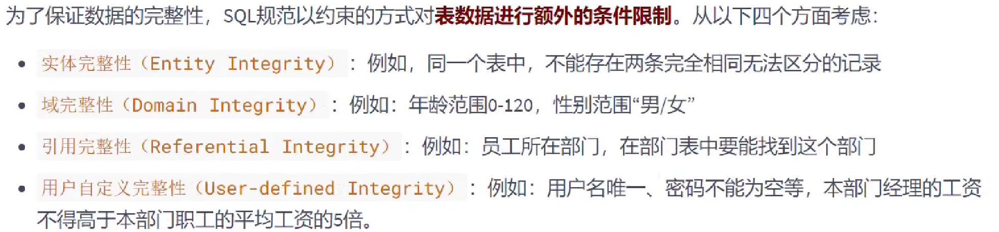 为了保证数据的完整性，SQL规范以约束的方式对表数据进行额外的条件限制。从以下四个方面考虑：
• 实体完整性（Entity Integrity）：例如，同一个表中，不能存在两条完全相同无法区分的记录
• 域完整性（Domain Integrity）：例如：年龄范围0-120，性别范围“男/女”
• 引用完整性（Referential Integrity）：例如：员工所在部门，在部门表中要能找到这个部门
• 用户自定义完整性（User-defined Integrity）：例如：用户名唯一、密码不能为空等，本部门经理的工资
不得高于本部门职工的平均工资的5倍。